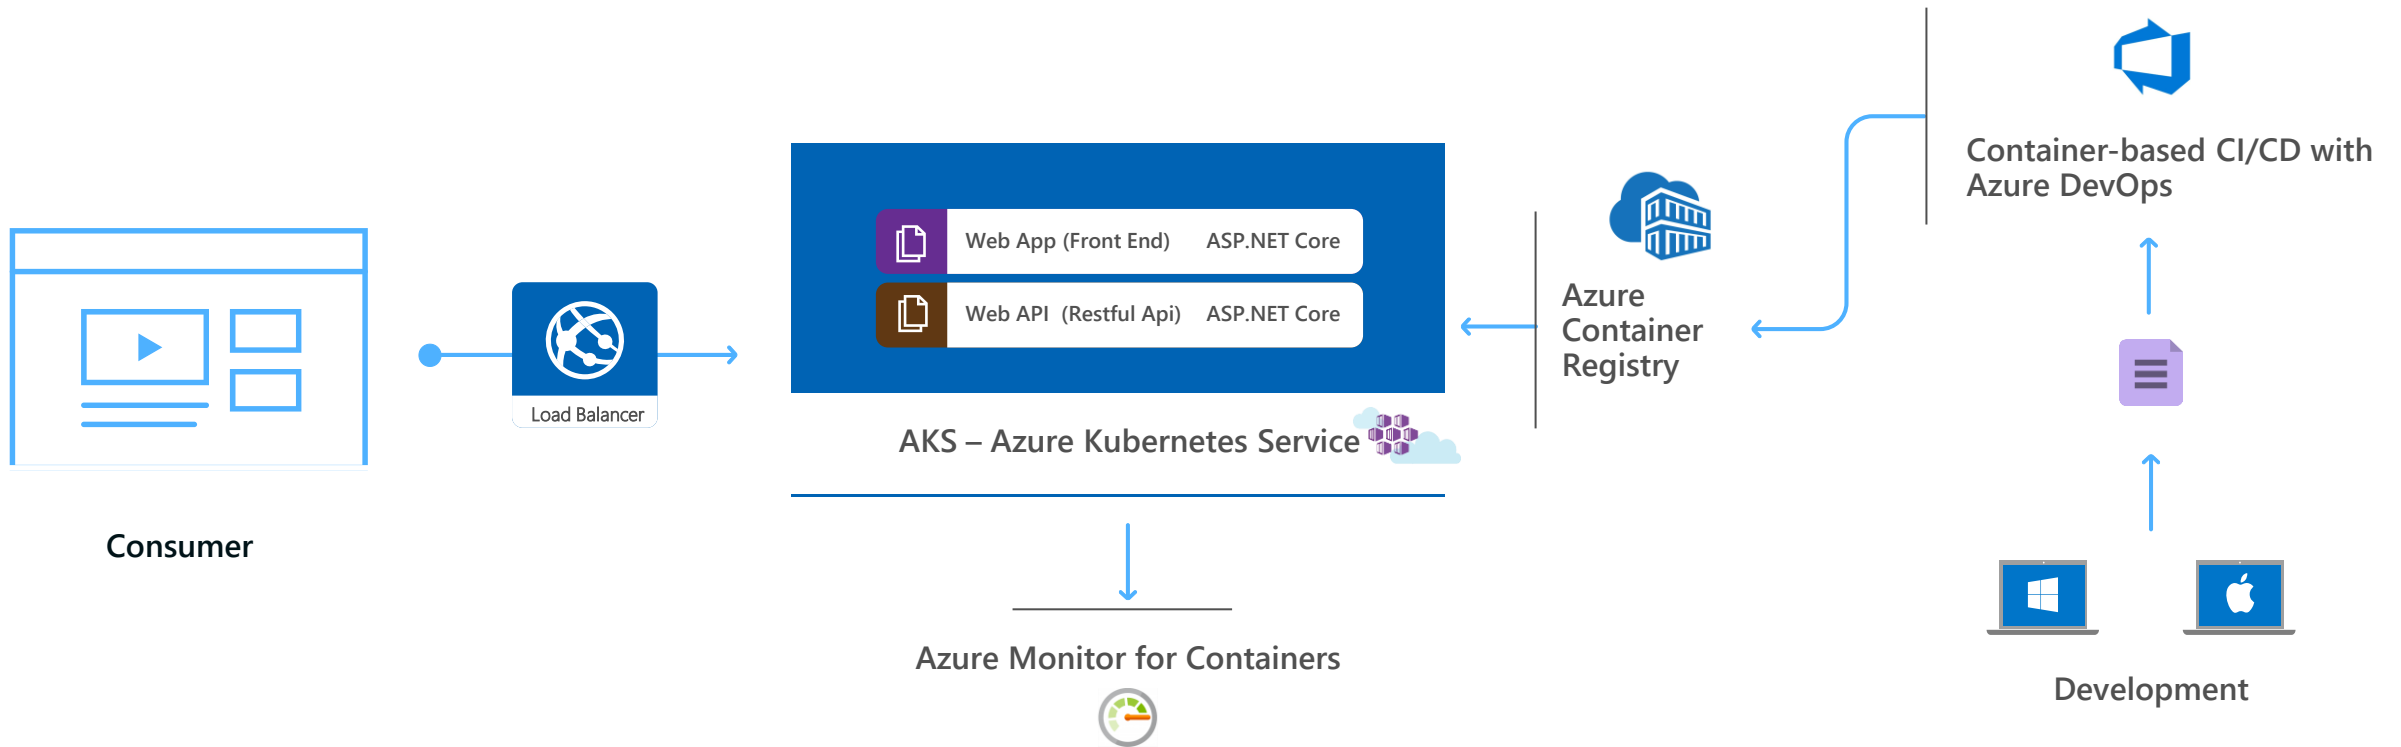 Container-based CI/CD with
Azure DevOps
Web App (Front End) ASP.NET Core
Web API (Restful Api) ASP.NET Core
Azure
Container
Registry
Load Balancer
AKS – Azure Kubernetes Service
Consumer
Azure Monitor for Containers
Development